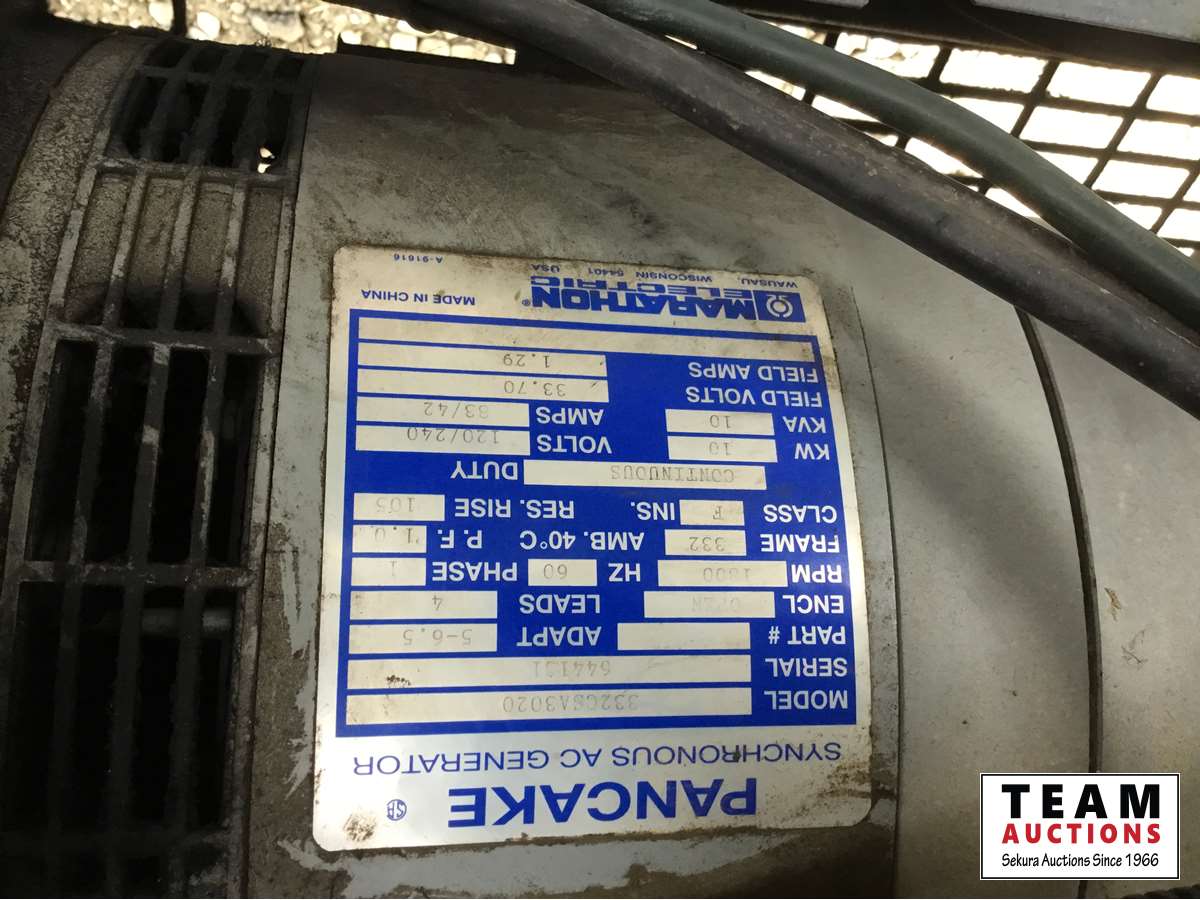 PANCAKE
SYNCHRONOUS AC GENERATOR
MODEL 332CSA3020
SERIAL 644131
PART # ADAPT 5-6.5
ENCL LEADS 4
RPM 1800 HZ 60 PHASE 1
FRAME 332 AMB. 40°C P. F. 1.0
CLASS F INS. RES. RISE 105
CONTINUOUS DUTY
KW 10 VOLTS 120/240
KVA 10 AMPS 83/42
FIELD VOLTS 33.70
FIELD AMPS 1.29
MARATHON®
ELECTRIC
MADE IN CHINA
WAUSAU, WISCONSIN 54401 USA
A-91616
TEAM
AUCTIONS
Sekura Auctions Since 1966